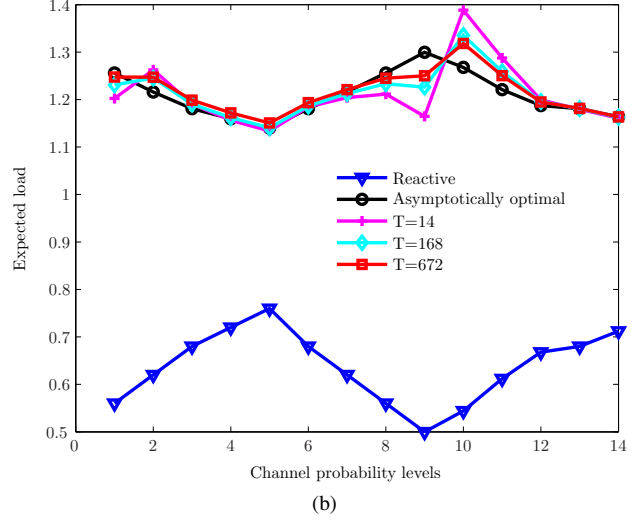 1.4
1.3
1.2
1.1
1
0.9
0.8
0.7
0.6
0.5
Expected load
Reactive
Asymptotically optimal
T=14
T=168
T=672
0 2 4 6 8 10 12 14
Channel probability levels
(b)